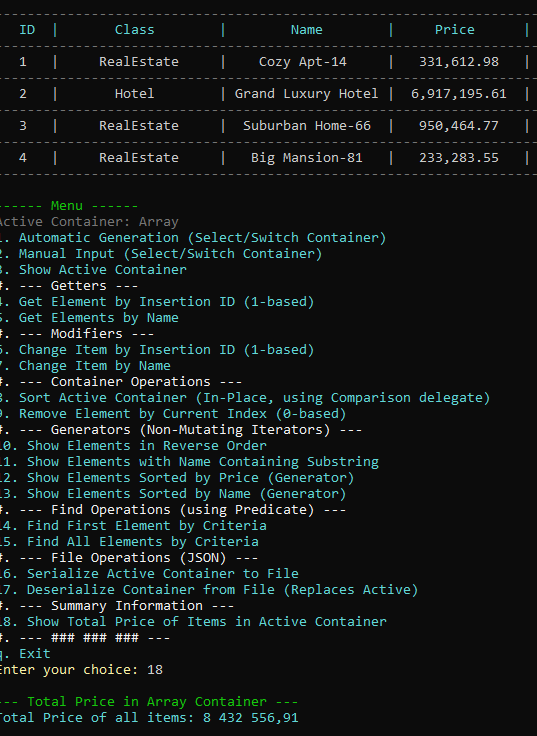 ID | Class | Name | Price |
1 | RealEstate | Cozy Apt-14 | 331,612.98 |
2 | Hotel | Grand Luxury Hotel | 6,917,195.61 |
3 | RealEstate | Suburban Home-66 | 950,464.77 |
4 | RealEstate | Big Mansion-81 | 233,283.55 |
------ Menu ------
Active Container: Array
1. Automatic Generation (Select/Switch Container)
2. Manual Input (Select/Switch Container)
3. Show Active Container
#. --- Getters ---
4. Get Element by Insertion ID (1-based)
5. Get Elements by Name
#. --- Modifiers ---
6. Change Item by Insertion ID (1-based)
7. Change Item by Name
#. --- Container Operations ---
8. Sort Active Container (In-Place, using Comparison delegate)
9. Remove Element by Current Index (0-based)
#. --- Generators (Non-Mutating Iterators) ---
10. Show Elements in Reverse Order
11. Show Elements with Name Containing Substring
12. Show Elements Sorted by Price (Generator)
13. Show Elements Sorted by Name (Generator)
#. --- Find Operations (using Predicate) ---
14. Find First Element by Criteria
15. Find All Elements by Criteria
#. --- File Operations (JSON) ---
16. Serialize Active Container to File
17. Deserialize Container from File (Replaces Active)
#. --- Summary Information ---
18. Show Total Price of Items in Active Container
#. --- ### ### ### ---
q. Exit
Enter your choice: 18
--- Total Price in Array Container ---
Total Price of all items: 8 432 556,91